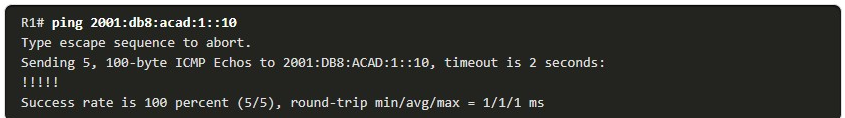 R1# ping 2001:db8:acad:1::10
Type escape sequence to abort.
Sending 5, 100-byte ICMP Echos to 2001:DB8:ACAD:1::10, timeout is 2 seconds:
!!!!!
Success rate is 100 percent (5/5), round-trip min/avg/max = 1/1/1 ms